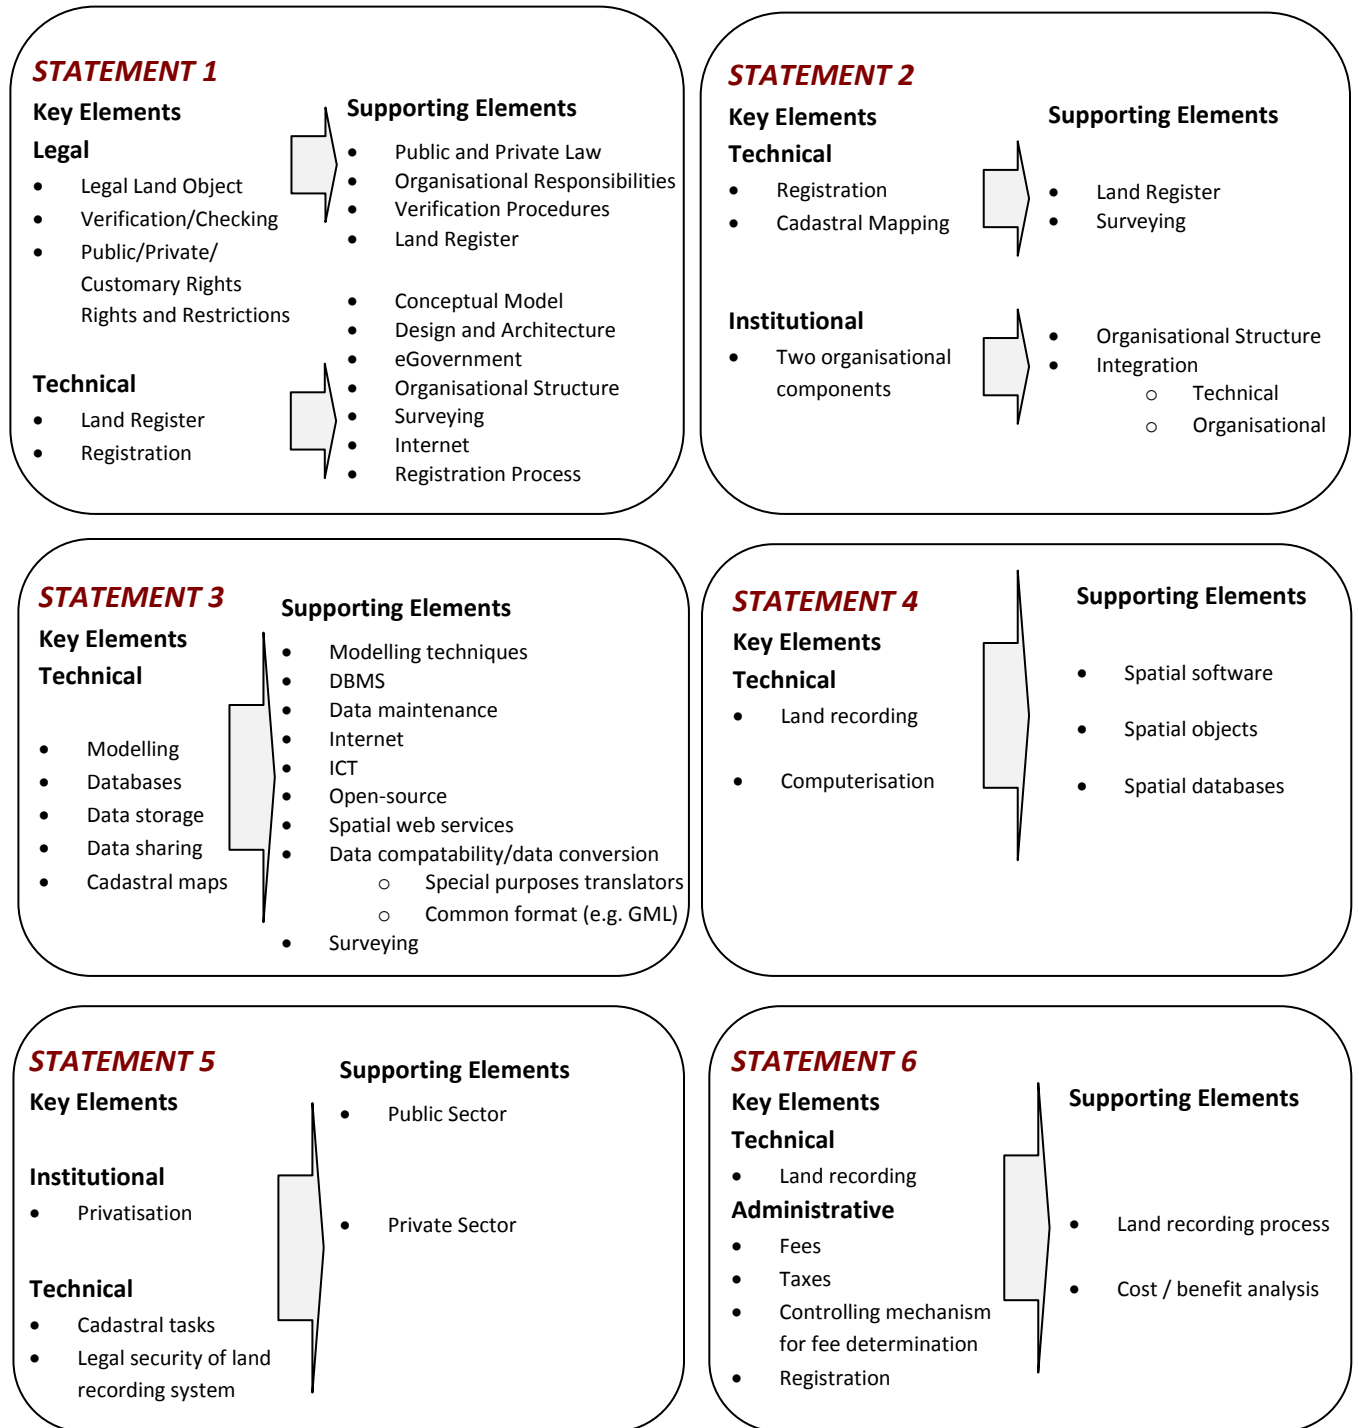 STATEMENT 1
Key Elements
Legal
• Legal Land Object
• Verification/Checking
• Public/Private/
Customary Rights
Rights and Restrictions
Technical
• Land Register
• Registration
Supporting Elements
• Public and Private Law
• Organisational Responsibilities
• Verification Procedures
• Land Register
• Conceptual Model
• Design and Architecture
• eGovernment
• Organisational Structure
• Surveying
• Internet
• Registration Process
STATEMENT 2
Key Elements
Technical
• Registration
• Cadastral Mapping
Institutional
• Two organisational
components
Supporting Elements
• Land Register
• Surveying
• Organisational Structure
• Integration
o Technical
o Organisational
STATEMENT 3
Key Elements
Technical
• Modelling
• Databases
• Data storage
• Data sharing
• Cadastral maps
Supporting Elements
• Modelling techniques
• DBMS
• Data maintenance
• Internet
• ICT
• Open-source
• Spatial web services
• Data compatability/data conversion
o Special purposes translators
o Common format (e.g. GML)
• Surveying
STATEMENT 4
Key Elements
Technical
• Land recording
• Computerisation
Supporting Elements
• Spatial software
• Spatial objects
• Spatial databases
STATEMENT 5
Key Elements
Institutional
• Privatisation
Technical
• Cadastral tasks
• Legal security of land
recording system
Supporting Elements
• Public Sector
• Private Sector
STATEMENT 6
Key Elements
Technical
• Land recording
Administrative
• Fees
• Taxes
• Controlling mechanism
for fee determination
• Registration
Supporting Elements
• Land recording process
• Cost / benefit analysis